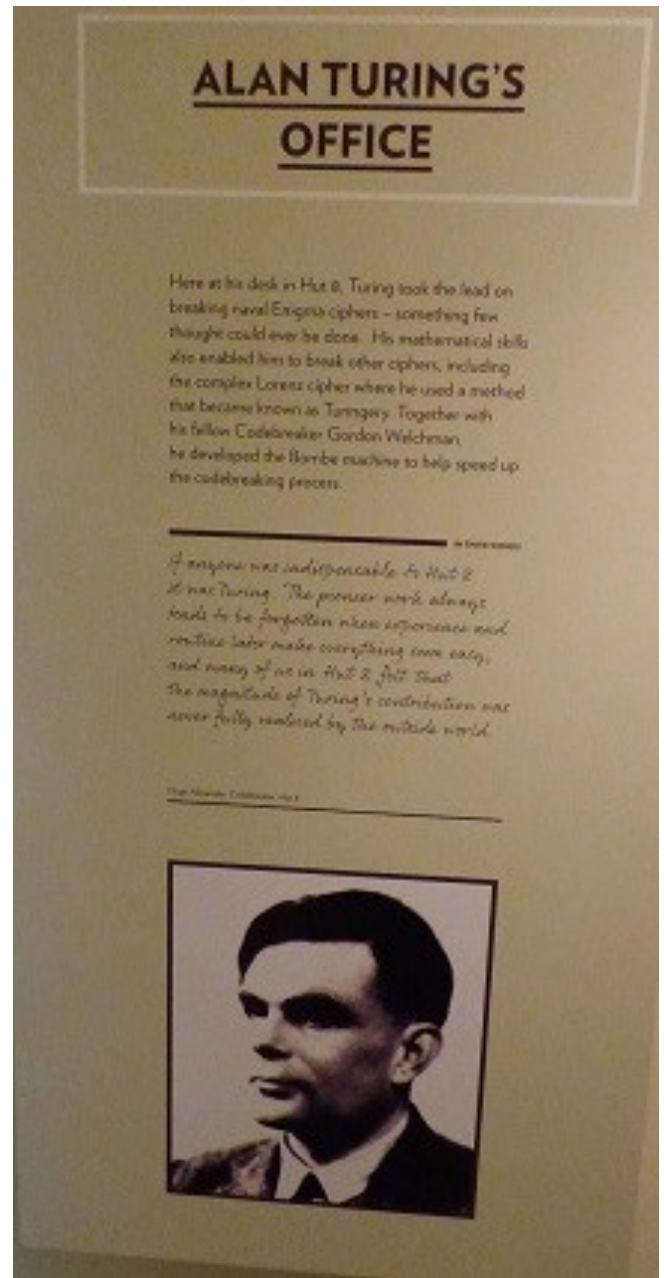 ALAN TURING'S
OFFICE
Here at his desk in Hut 8, Turing took the lead on
breaking naval Enigma ciphers – something few
thought could ever be done. His mathematical skills
also enabled him to break other ciphers, including
the complex Lorenz cipher where he used a method
that became known as Turingery. Together with
his fellow Codebreaker Gordon Welchman,
he developed the Bombe machine to help speed up
the codebreaking process.
If anyone was indispensable to Hut 8
it was Turing. The pioneer work always
tends to be forgotten when experience and
routine later make everything seem easy,
and many of us in Hut 8 felt that
the magnitude of Turing's contribution was
never fully realised by the outside world.
Hugh Alexander, Codebreaker, Hut 8